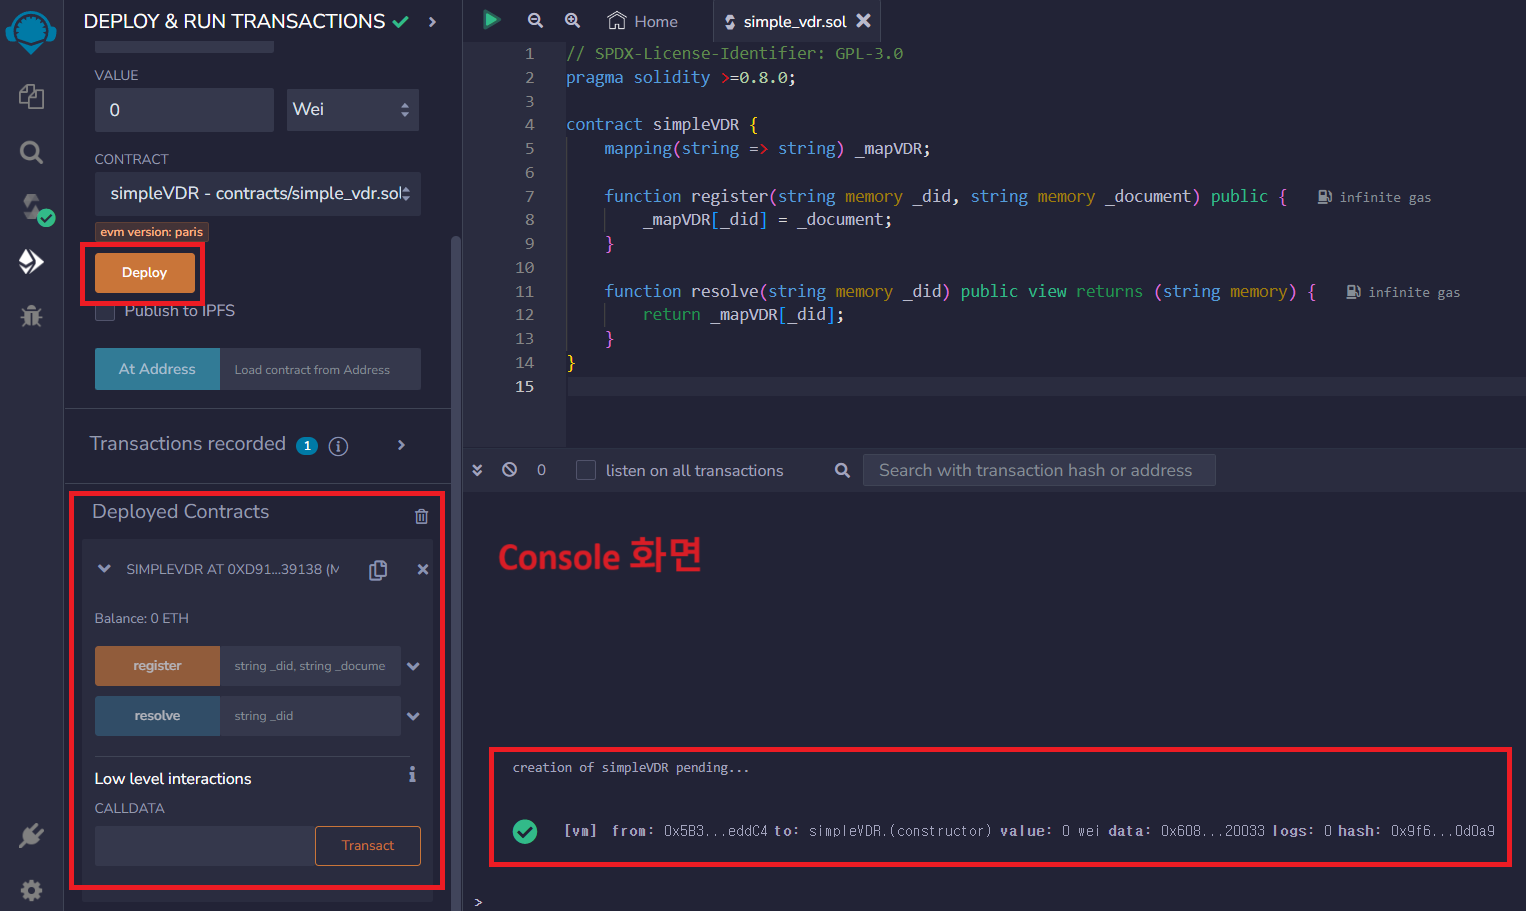 DEPLOY & RUN TRANSACTIONS
VALUE
0
Wei
CONTRACT
simpleVDR - contracts/simple_vdr.sol
evm version: paris
Deploy
Publish to IPFS
At Address
Load contract from Address
Transactions recorded 1
Deployed Contracts
SIMPLEVDR AT 0XD91...39138 (M
Balance: 0 ETH
register
string _did, string _docume
resolve
string _did
Low level interactions
CALLDATA
Transact
Home
simple_vdr.sol
1 // SPDX-License-Identifier: GPL-3.0
2 pragma solidity >=0.8.0;
3
4 contract simpleVDR {
5 mapping(string => string) _mapVDR;
6
7 function register(string memory _did, string memory _document) public { infinite gas
8 _mapVDR[_did] = _document;
9 }
10
11 function resolve(string memory _did) public view returns (string memory) { infinite gas
12 return _mapVDR[_did];
13 }
14 }
15
0
listen on all transactions
Search with transaction hash or address
Console 화면
creation of simpleVDR pending...
[vm] from: 0x5B3...eddC4 to: simpleVDR.(constructor) value: 0 wei data: 0x608...20033 logs: 0 hash: 0x9f6...0d0a9
>